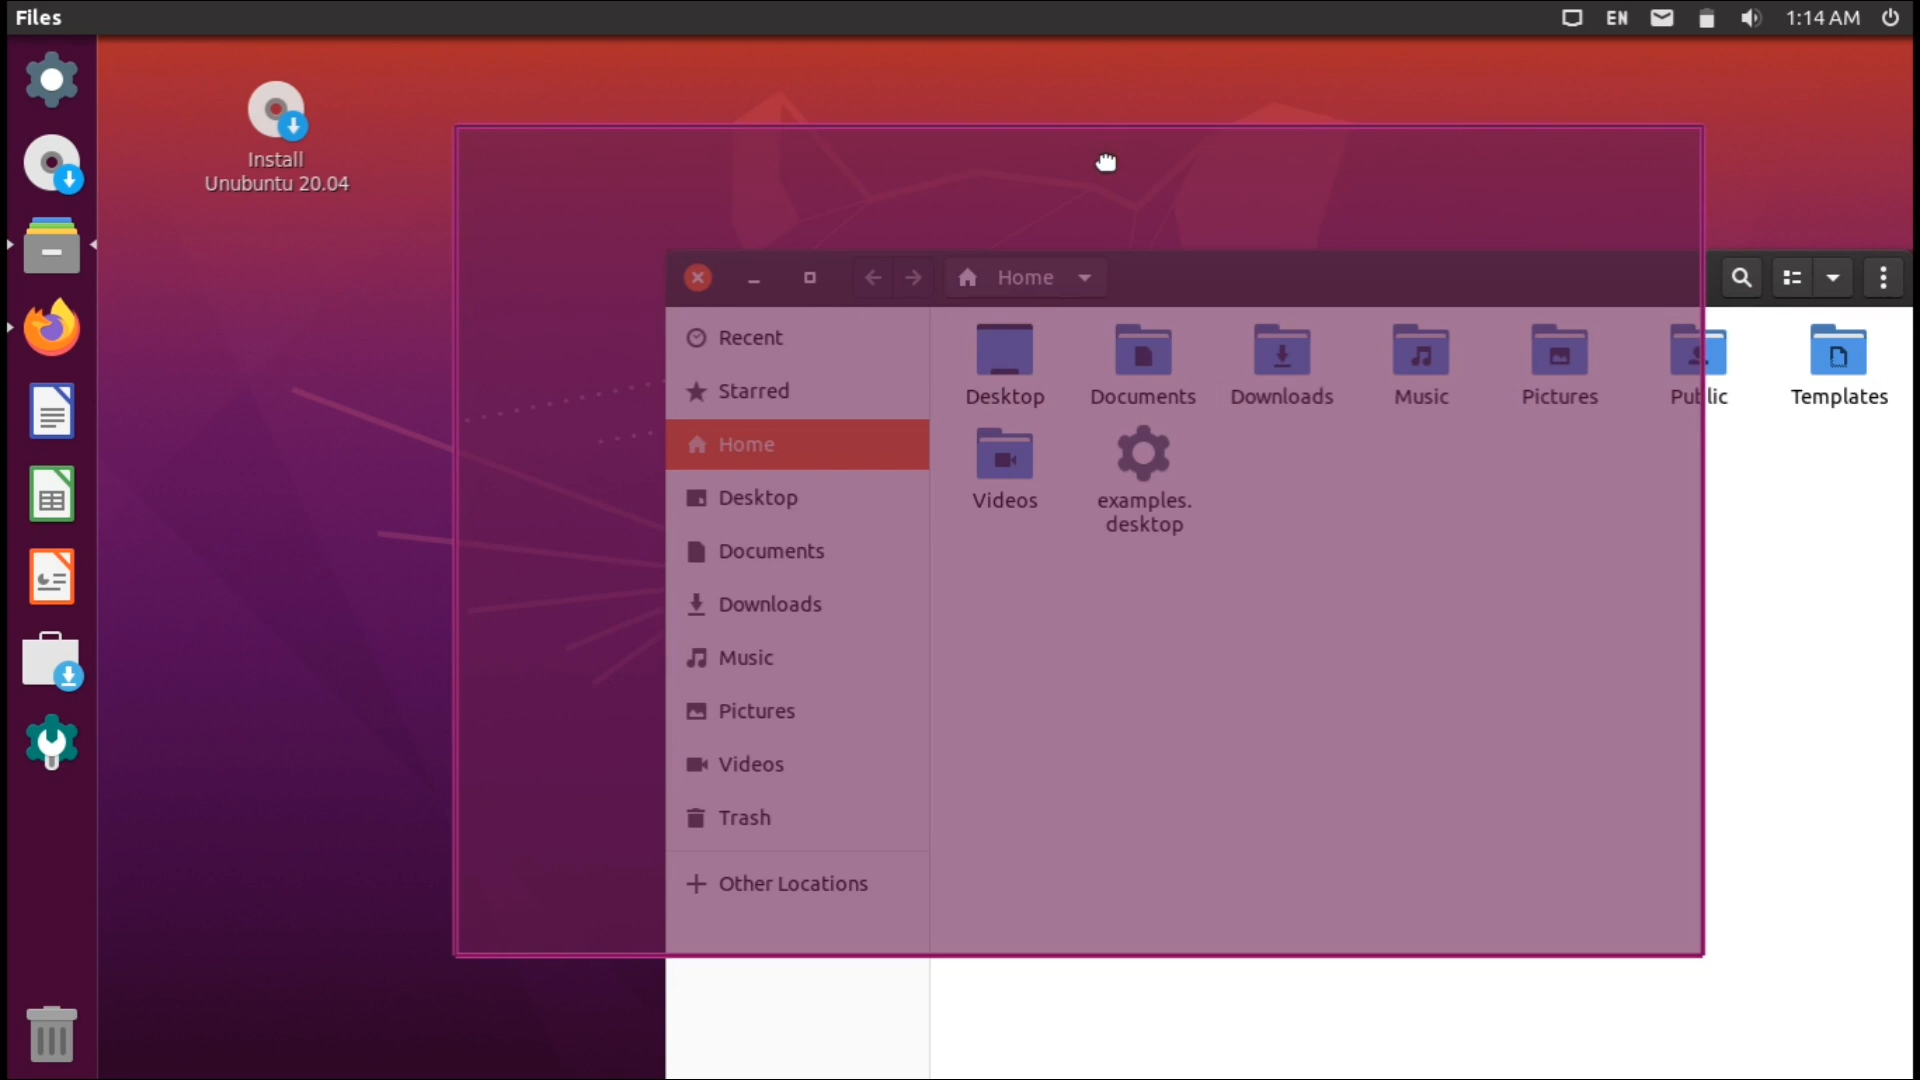 Files
EN
1:14 AM
Install
Unubuntu 20.04
Home
Recent
Starred
Home
Desktop
Documents
Downloads
Music
Pictures
Videos
Trash
Other Locations
Desktop
Documents
Downloads
Music
Pictures
Public
Templates
Videos
examples.
desktop